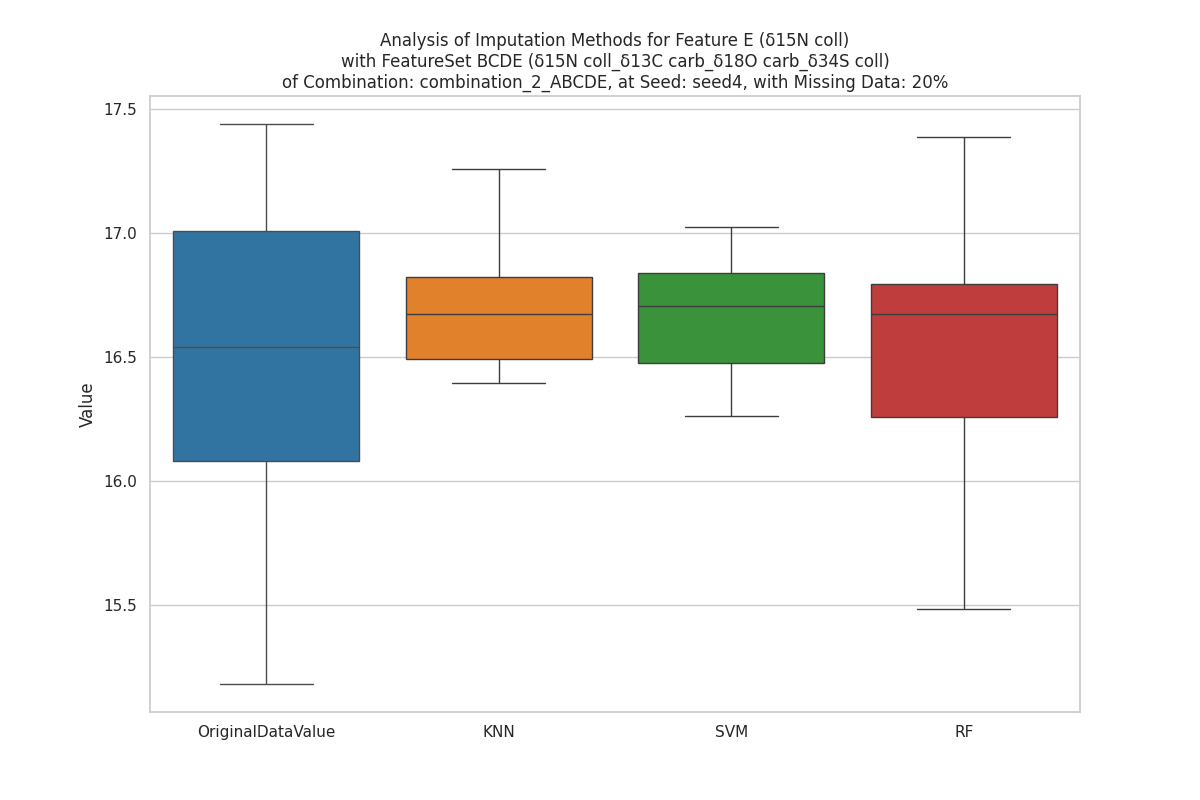 Analysis of Imputation Methods for Feature E (δ15N coll)
with FeatureSet BCDE (δ15N coll_δ13C carb_δ18O carb_δ34S coll)
of Combination: combination_2_ABCDE, at Seed: seed4, with Missing Data: 20%
17.5
17.0
16.5
16.0
15.5
Value
OriginalDataValue
KNN
SVM
RF